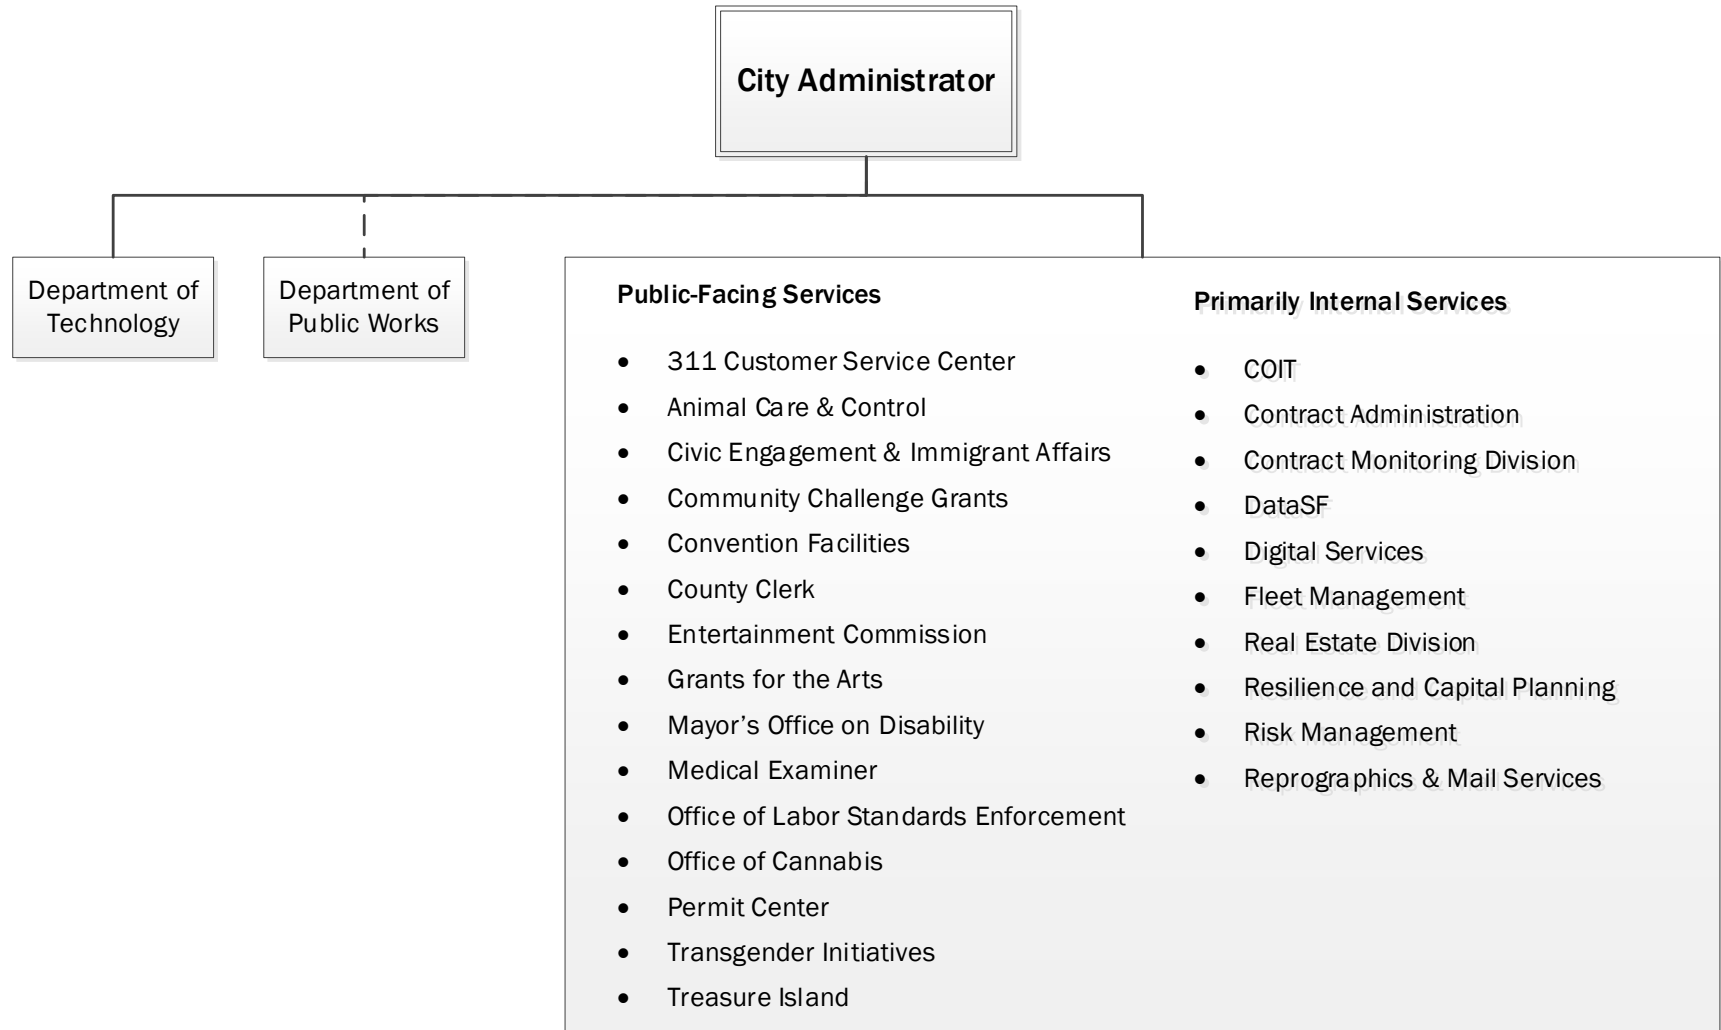 City Administrator
Department of
Technology
Department of
Public Works
Public-Facing Services
• 311 Customer Service Center
• Animal Care & Control
• Civic Engagement & Immigrant Affairs
• Community Challenge Grants
• Convention Facilities
• County Clerk
• Entertainment Commission
• Grants for the Arts
• Mayor’s Office on Disability
• Medical Examiner
• Office of Labor Standards Enforcement
• Office of Cannabis
• Permit Center
• Transgender Initiatives
• Treasure Island
Primarily Internal Services
• COIT
• Contract Administration
• Contract Monitoring Division
• DataSF
• Digital Services
• Fleet Management
• Real Estate Division
• Resilience and Capital Planning
• Risk Management
• Reprographics & Mail Services